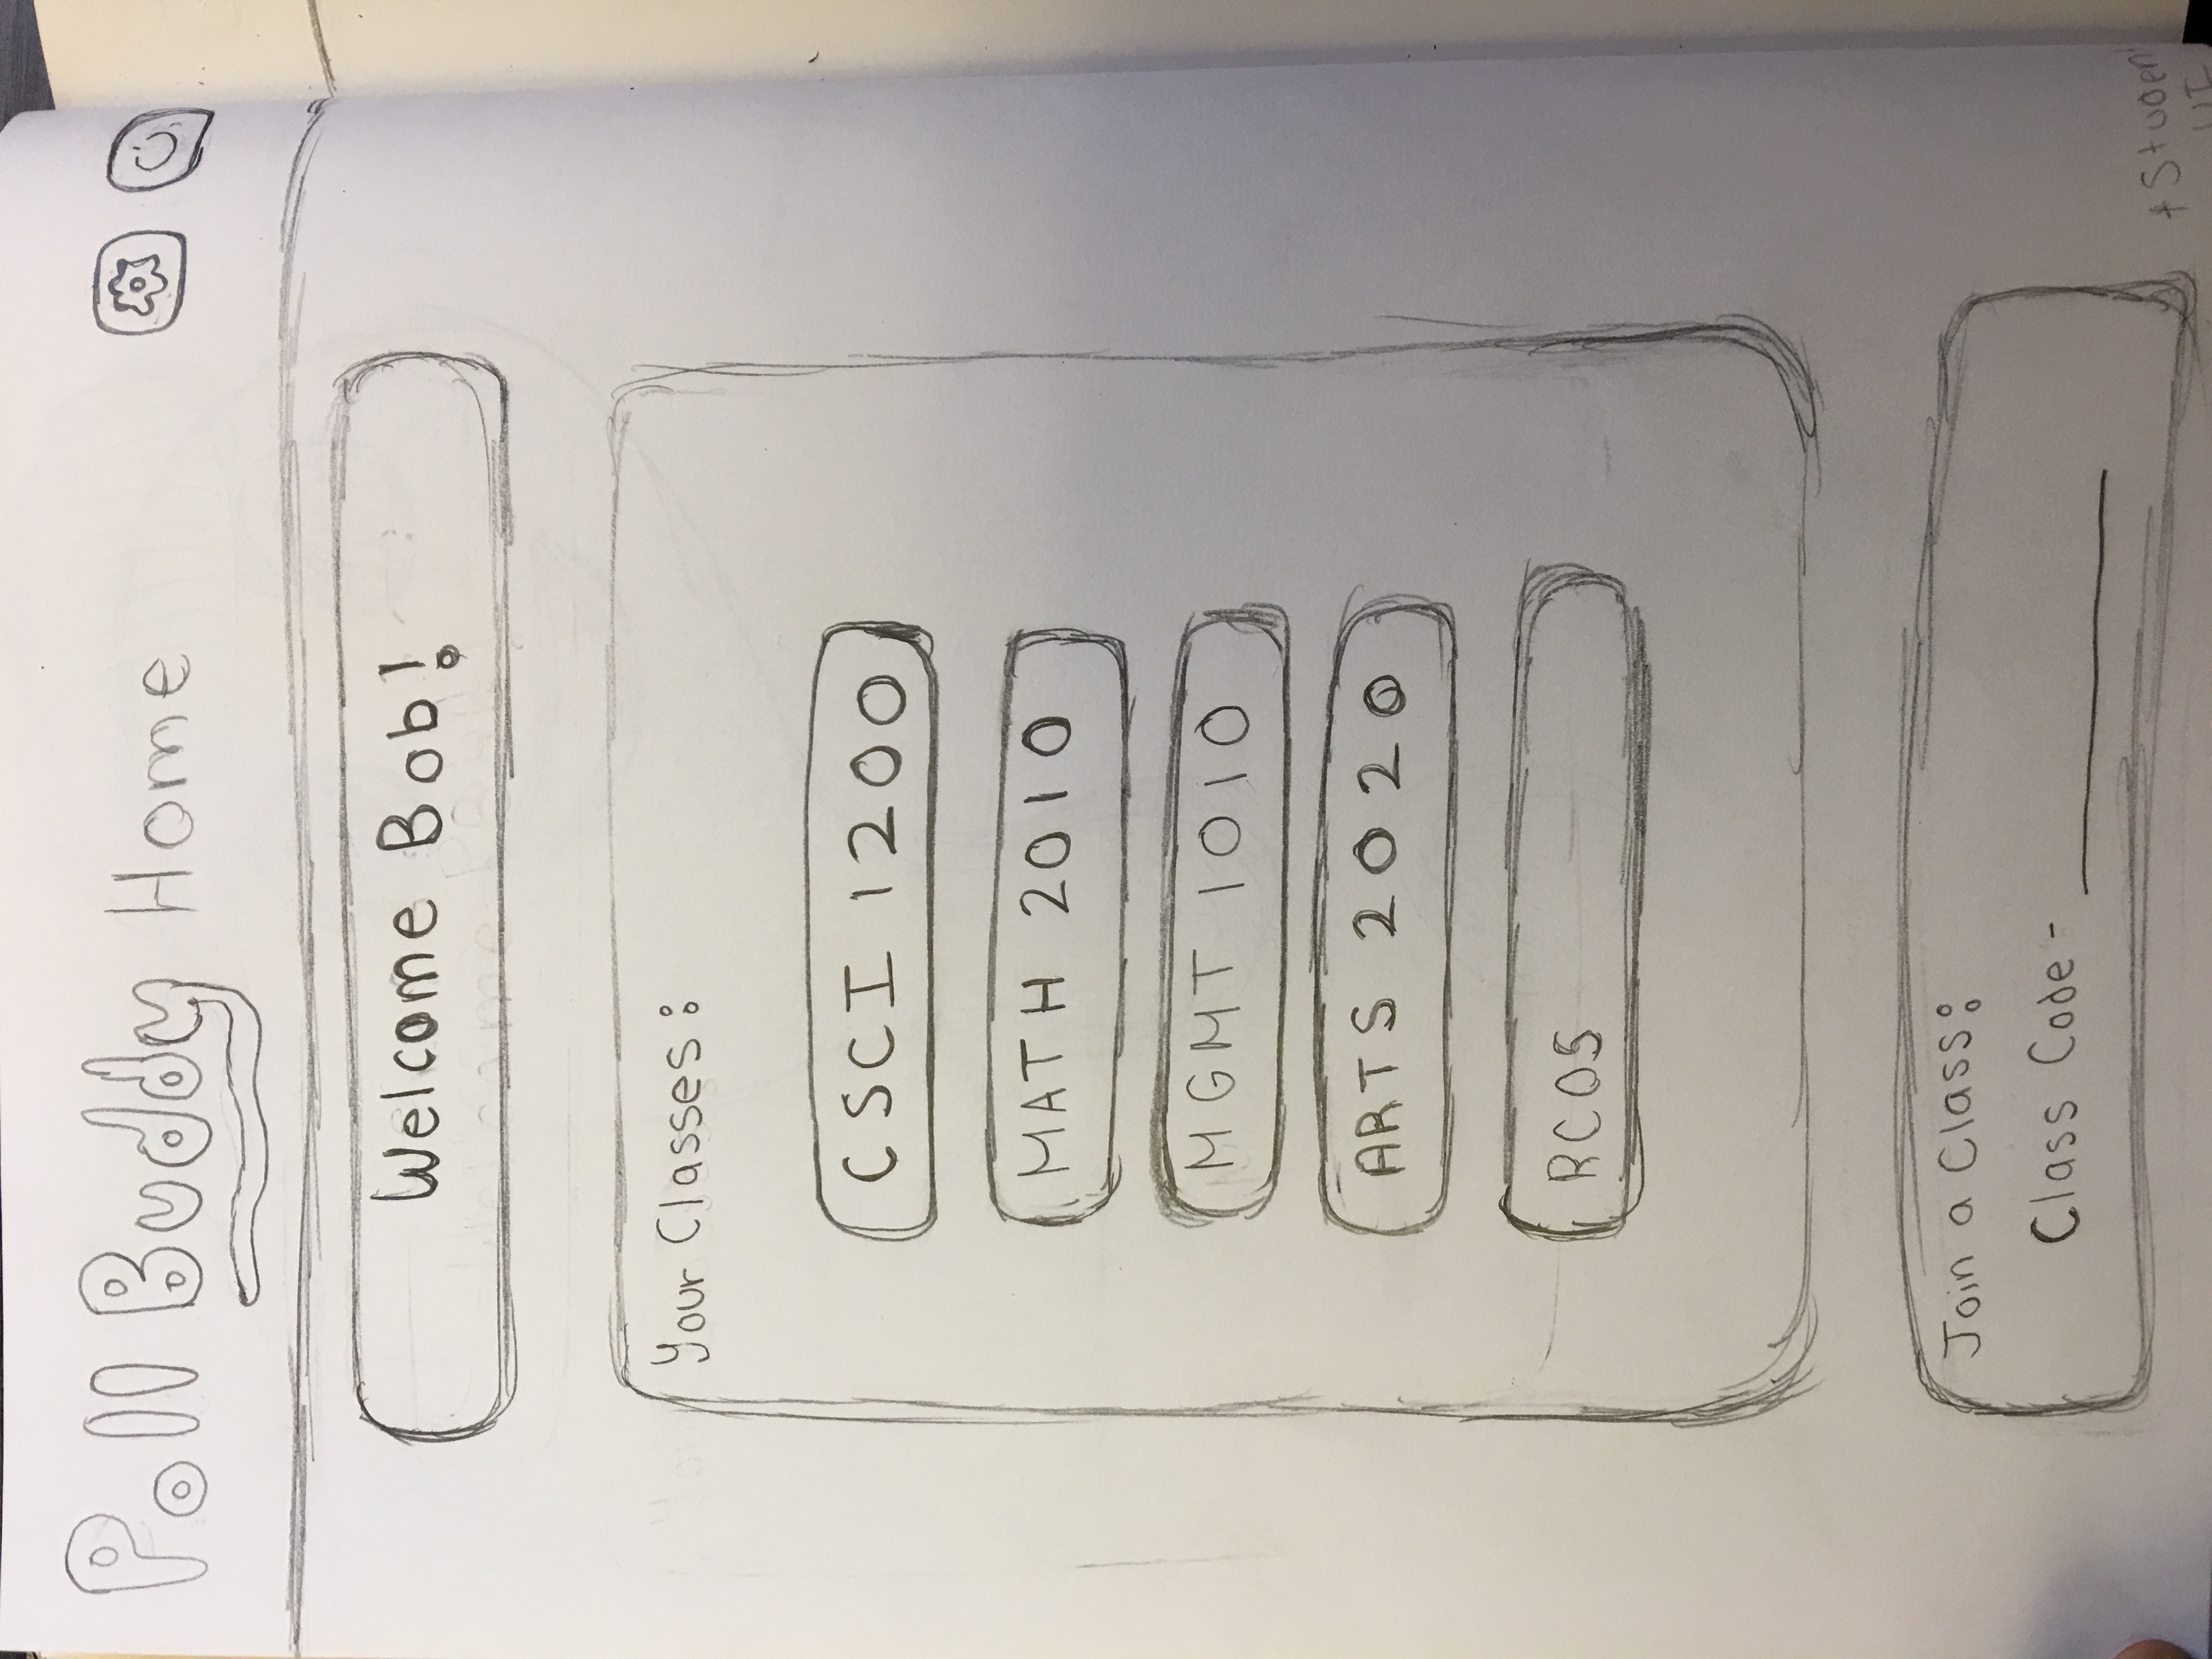 Poll Buddy Home
Welcome Bob!
Your Classes:
CSCI 1200
MATH 2010
MGMT 1010
ARTS 2020
RCOS
Join a Class:
Class Code -